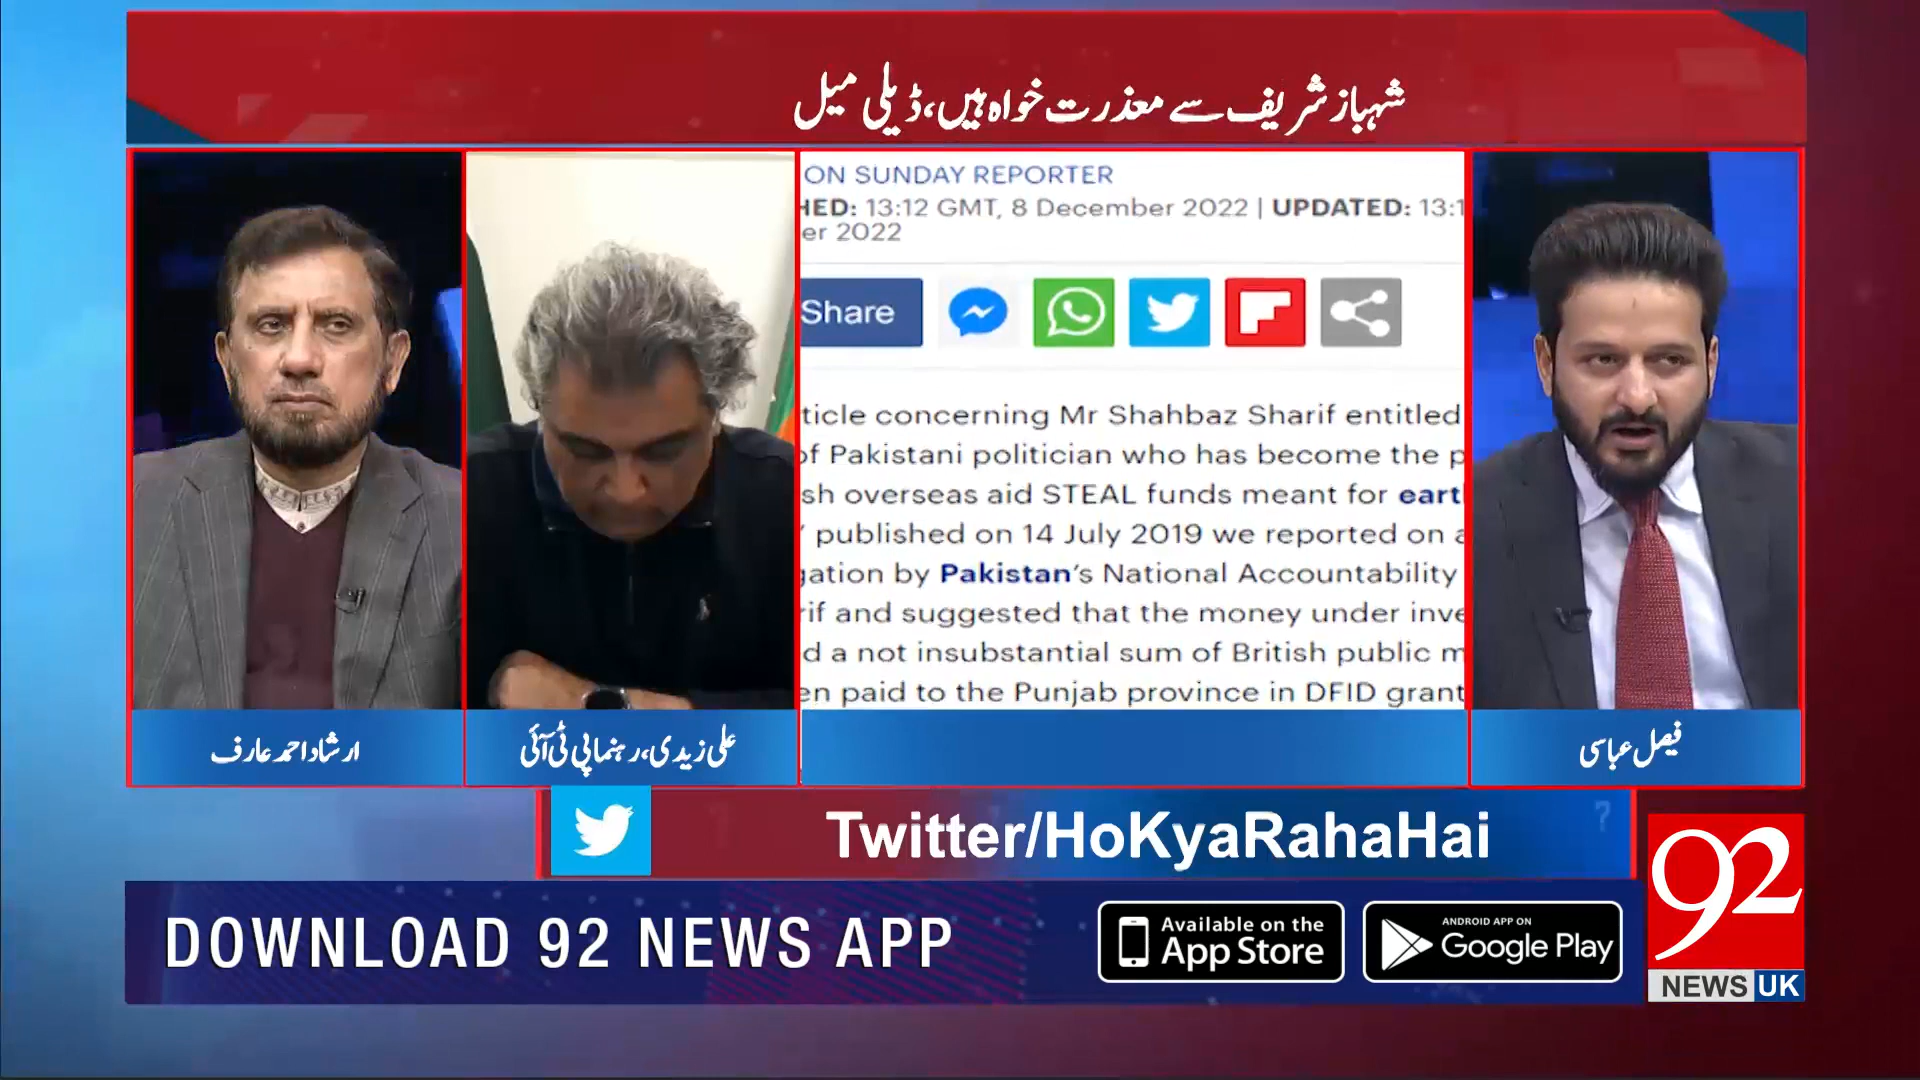 شہباز شریف سے معذرت خواہ ہیں، ڈیلی میل
ON SUNDAY REPORTER
HED: 13:12 GMT, 8 December 2022 | UPDATED: 13:1
er 2022
Share
ticle concerning Mr Shahbaz Sharif entitled
of Pakistani politician who has become the p
sh overseas aid STEAL funds meant for eart
' published on 14 July 2019 we reported on a
gation by Pakistan's National Accountability
rif and suggested that the money under inve
d a not insubstantial sum of British public m
en paid to the Punjab province in DFID grant
ارشاد احمد عارف
علی زیدی، رہنما پی ٹی آئی
فیصل عباسی
Twitter/HoKyaRahaHai
DOWNLOAD 92 NEWS APP
Available on the
App Store
ANDROID APP ON
Google Play
92
NEWS UK